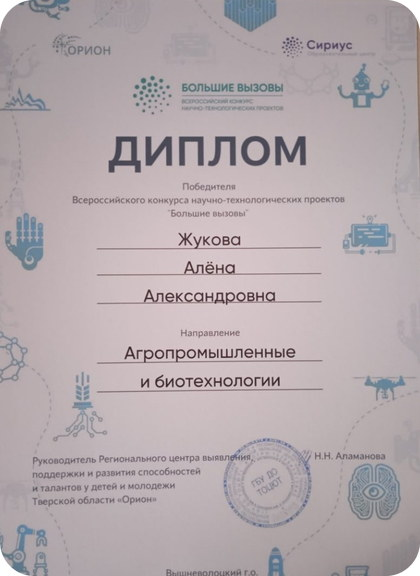 ОРИОН
Сириус
БОЛЬШИЕ ВЫЗОВЫ
ВСЕРОССИЙСКИЙ КОНКУРС
НАУЧНО-ТЕХНОЛОГИЧЕСКИХ ПРОЕКТОВ
ДИПЛОМ
Победителя
Всероссийского конкурса научно-технологических проектов
"Большие вызовы"
Жукова
Алёна
Александровна
Направление
Агропромышленные
и биотехнологии
Руководитель Регионального центра выявления,
поддержки и развития способностей
и талантов у детей и молодежи
Тверской области «Орион»
Н.Н. Аламанова
ГБУ ДО
Вышневолоцкий г.о.